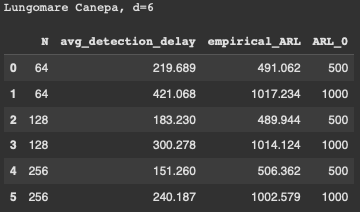 Lungomare Canepa, d=6
N avg_detection_delay empirical_ARL ARL_0
0 64 219.689 491.062 500
1 64 421.068 1017.234 1000
2 128 183.230 489.944 500
3 128 300.278 1014.124 1000
4 256 151.260 506.362 500
5 256 240.187 1002.579 1000